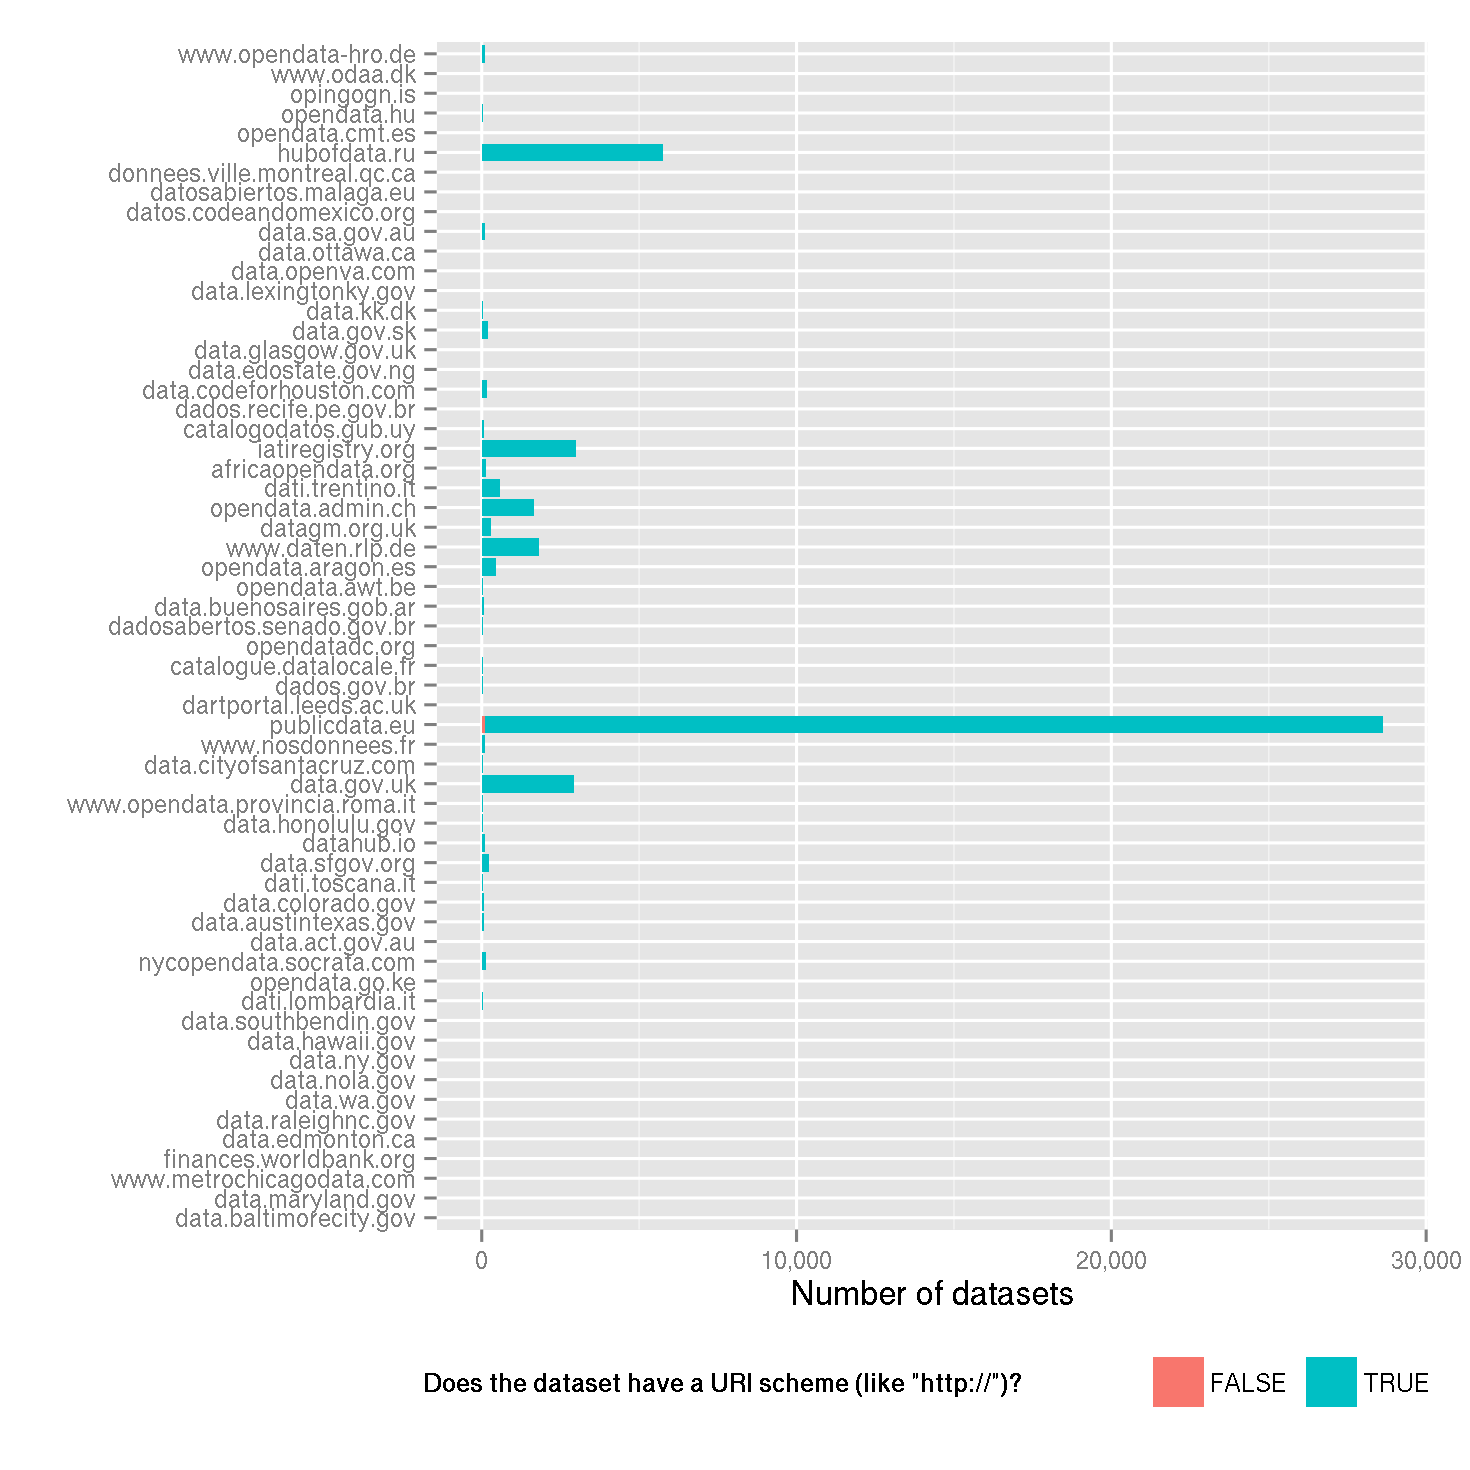 www.opendata-hro.de
www.odaa.dk
opingogn.is
opendata.hu
opendata.cmt.es
hubofdata.ru
donnees.ville.montreal.qc.ca
datosabiertos.malaga.eu
datos.codeandomexico.org
data.sa.gov.au
data.ottawa.ca
data.openva.com
data.lexingtonky.gov
data.kk.dk
data.gov.sk
data.glasgow.gov.uk
data.edostate.gov.ng
data.codeforhouston.com
dados.recife.pe.gov.br
catalogodatos.gub.uy
iatiregistry.org
africaopendata.org
dati.trentino.it
opendata.admin.ch
datagm.org.uk
www.daten.rlp.de
opendata.aragon.es
opendata.awt.be
data.buenosaires.gob.ar
dadosabertos.senado.gov.br
opendatadc.org
catalogue.datalocale.fr
dados.gov.br
dartportal.leeds.ac.uk
publicdata.eu
www.nosdonnees.fr
data.cityofsantacruz.com
data.gov.uk
www.opendata.provincia.roma.it
data.honolulu.gov
datahub.io
data.sfgov.org
dati.toscana.it
data.colorado.gov
data.austintexas.gov
data.act.gov.au
nycopendata.socrata.com
opendata.go.ke
dati.lombardia.it
data.southbendin.gov
data.hawaii.gov
data.ny.gov
data.nola.gov
data.wa.gov
data.raleighnc.gov
data.edmonton.ca
finances.worldbank.org
www.metrochicagodata.com
data.maryland.gov
data.baltimorecity.gov
0 10,000 20,000 30,000
Number of datasets
Does the dataset have a URI scheme (like "http://")? FALSE TRUE